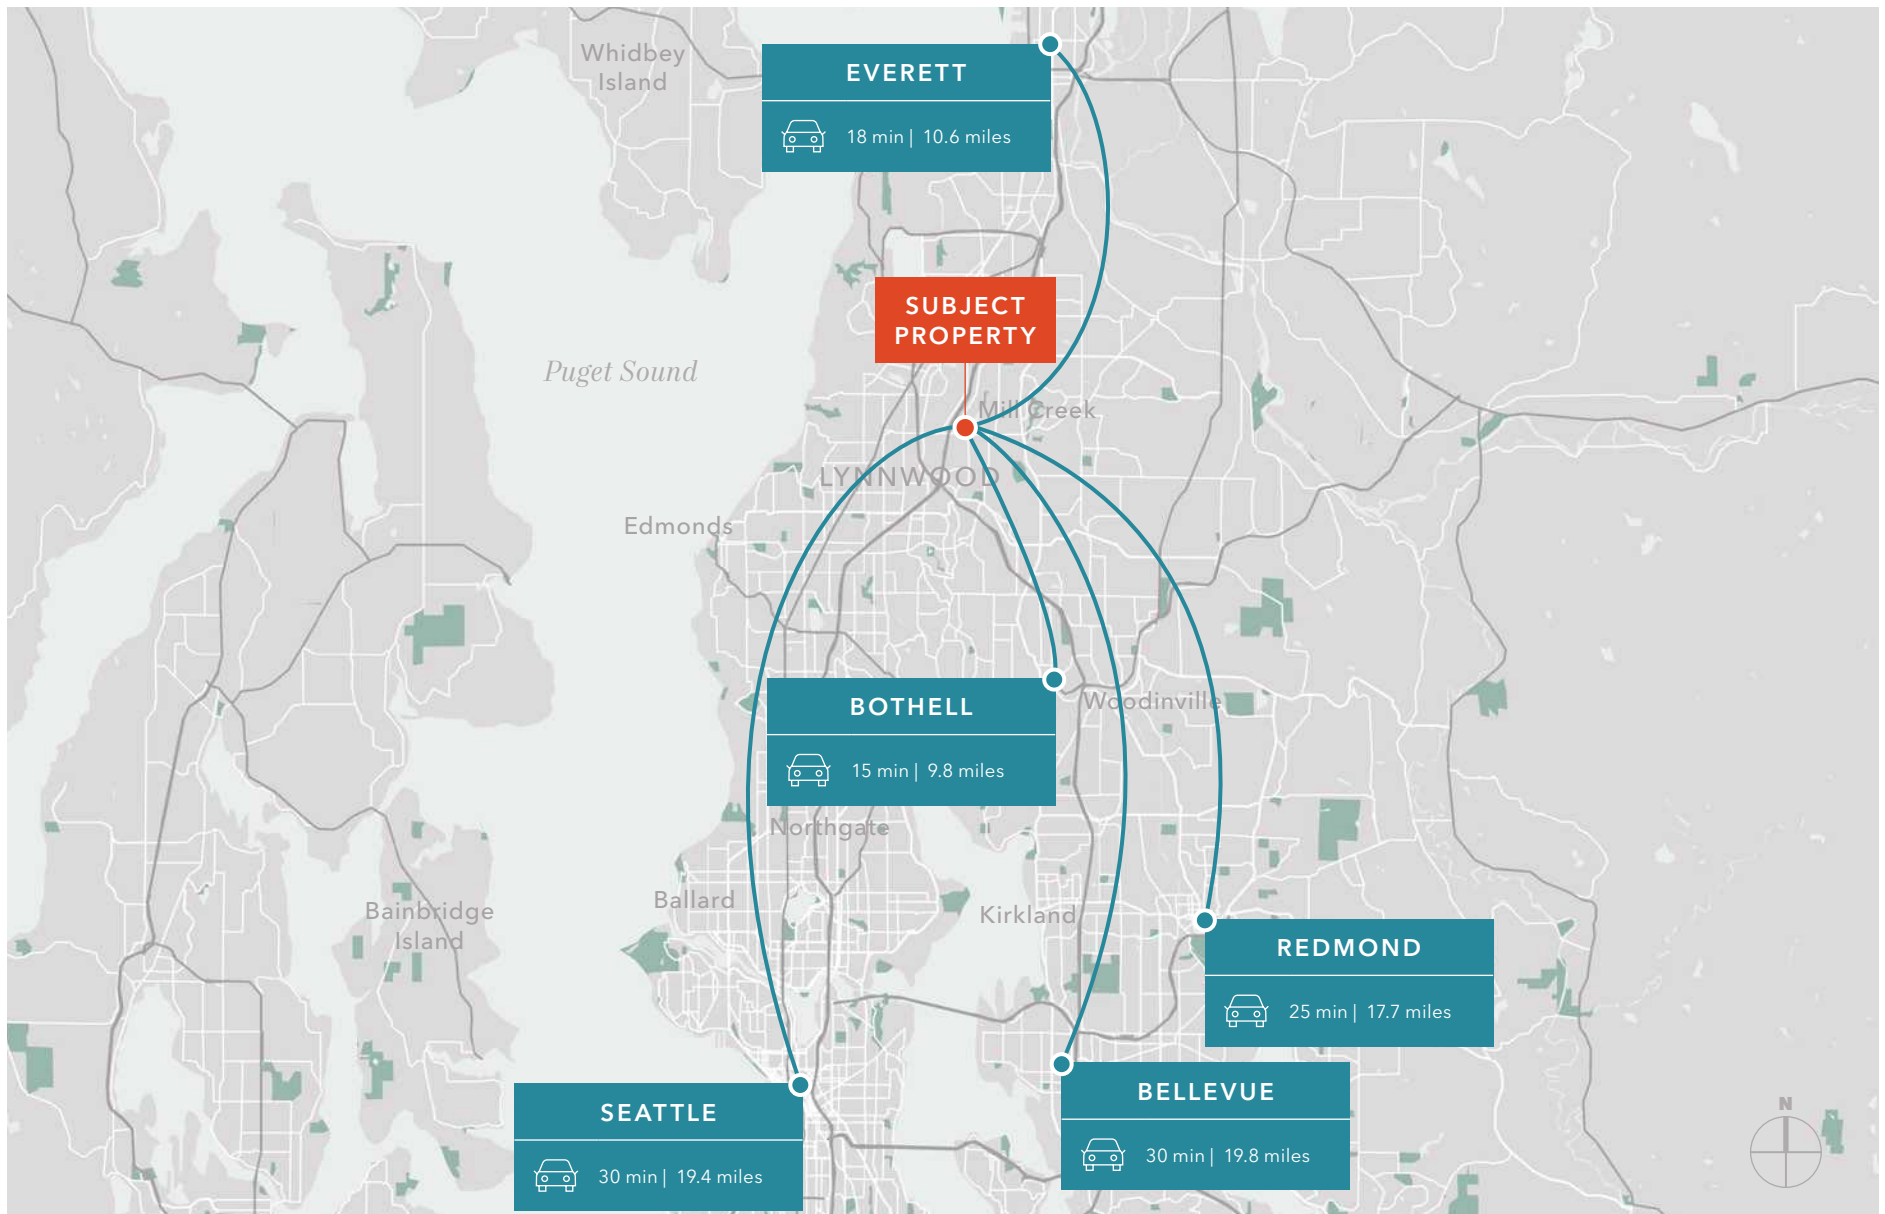 Whidbey
Island
EVERETT
18 min | 10.6 miles
SUBJECT
PROPERTY
Puget Sound
Mill Creek
LYNNWOOD
Edmonds
BOTHELL
15 min | 9.8 miles
Woodinville
Northgate
Ballard
Kirkland
Bainbridge
Island
REDMOND
25 min | 17.7 miles
BELLEVUE
30 min | 19.8 miles
SEATTLE
30 min | 19.4 miles
N